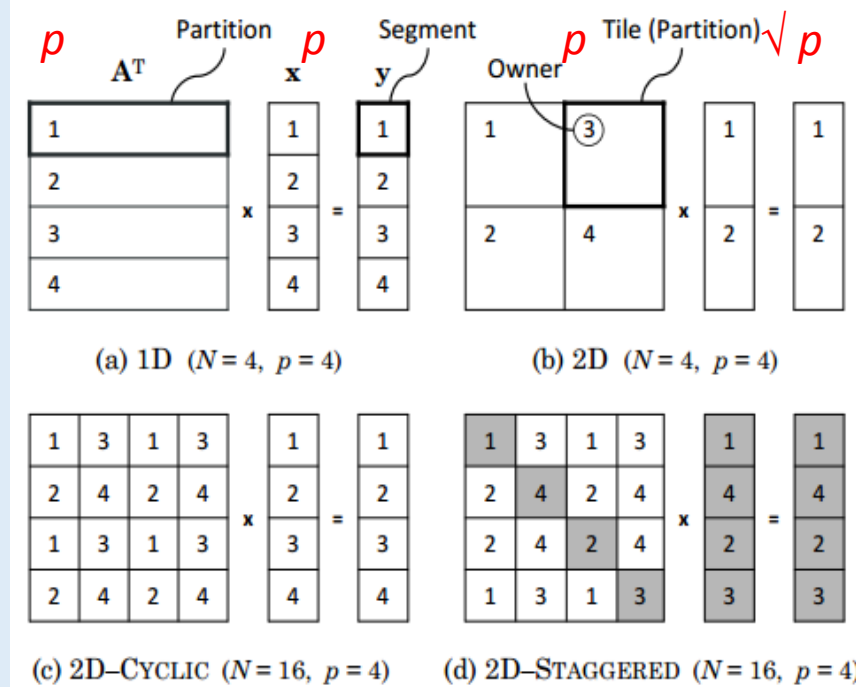 p Partition p Segment p Tile (Partition) √ p
Aᵀ x y Owner
1 1 1 1 3 1 1
2 2 2
3 x 3 = 3 2 4 x 2 = 2
4 4 4
(a) 1D (N = 4, p = 4) (b) 2D (N = 4, p = 4)
1 3 1 3 1 1 1 3 1 3 1 1
2 4 2 4 2 2 2 4 2 4 4 4
x = x =
1 3 1 3 3 3 2 4 2 4 2 2
2 4 2 4 4 4 1 3 1 3 3 3
(c) 2D–CYCLIC (N = 16, p = 4) (d) 2D–STAGGERED (N = 16, p = 4)